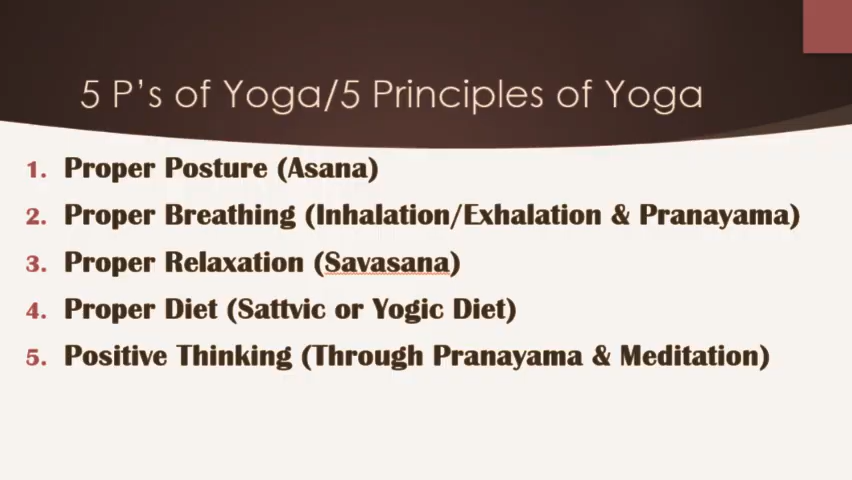 5 P's of Yoga/5 Principles of Yoga
1. Proper Posture (Asana)
2. Proper Breathing (Inhalation/Exhalation & Pranayama)
3. Proper Relaxation (Savasana)
4. Proper Diet (Sattvic or Yogic Diet)
5. Positive Thinking (Through Pranayama & Meditation)